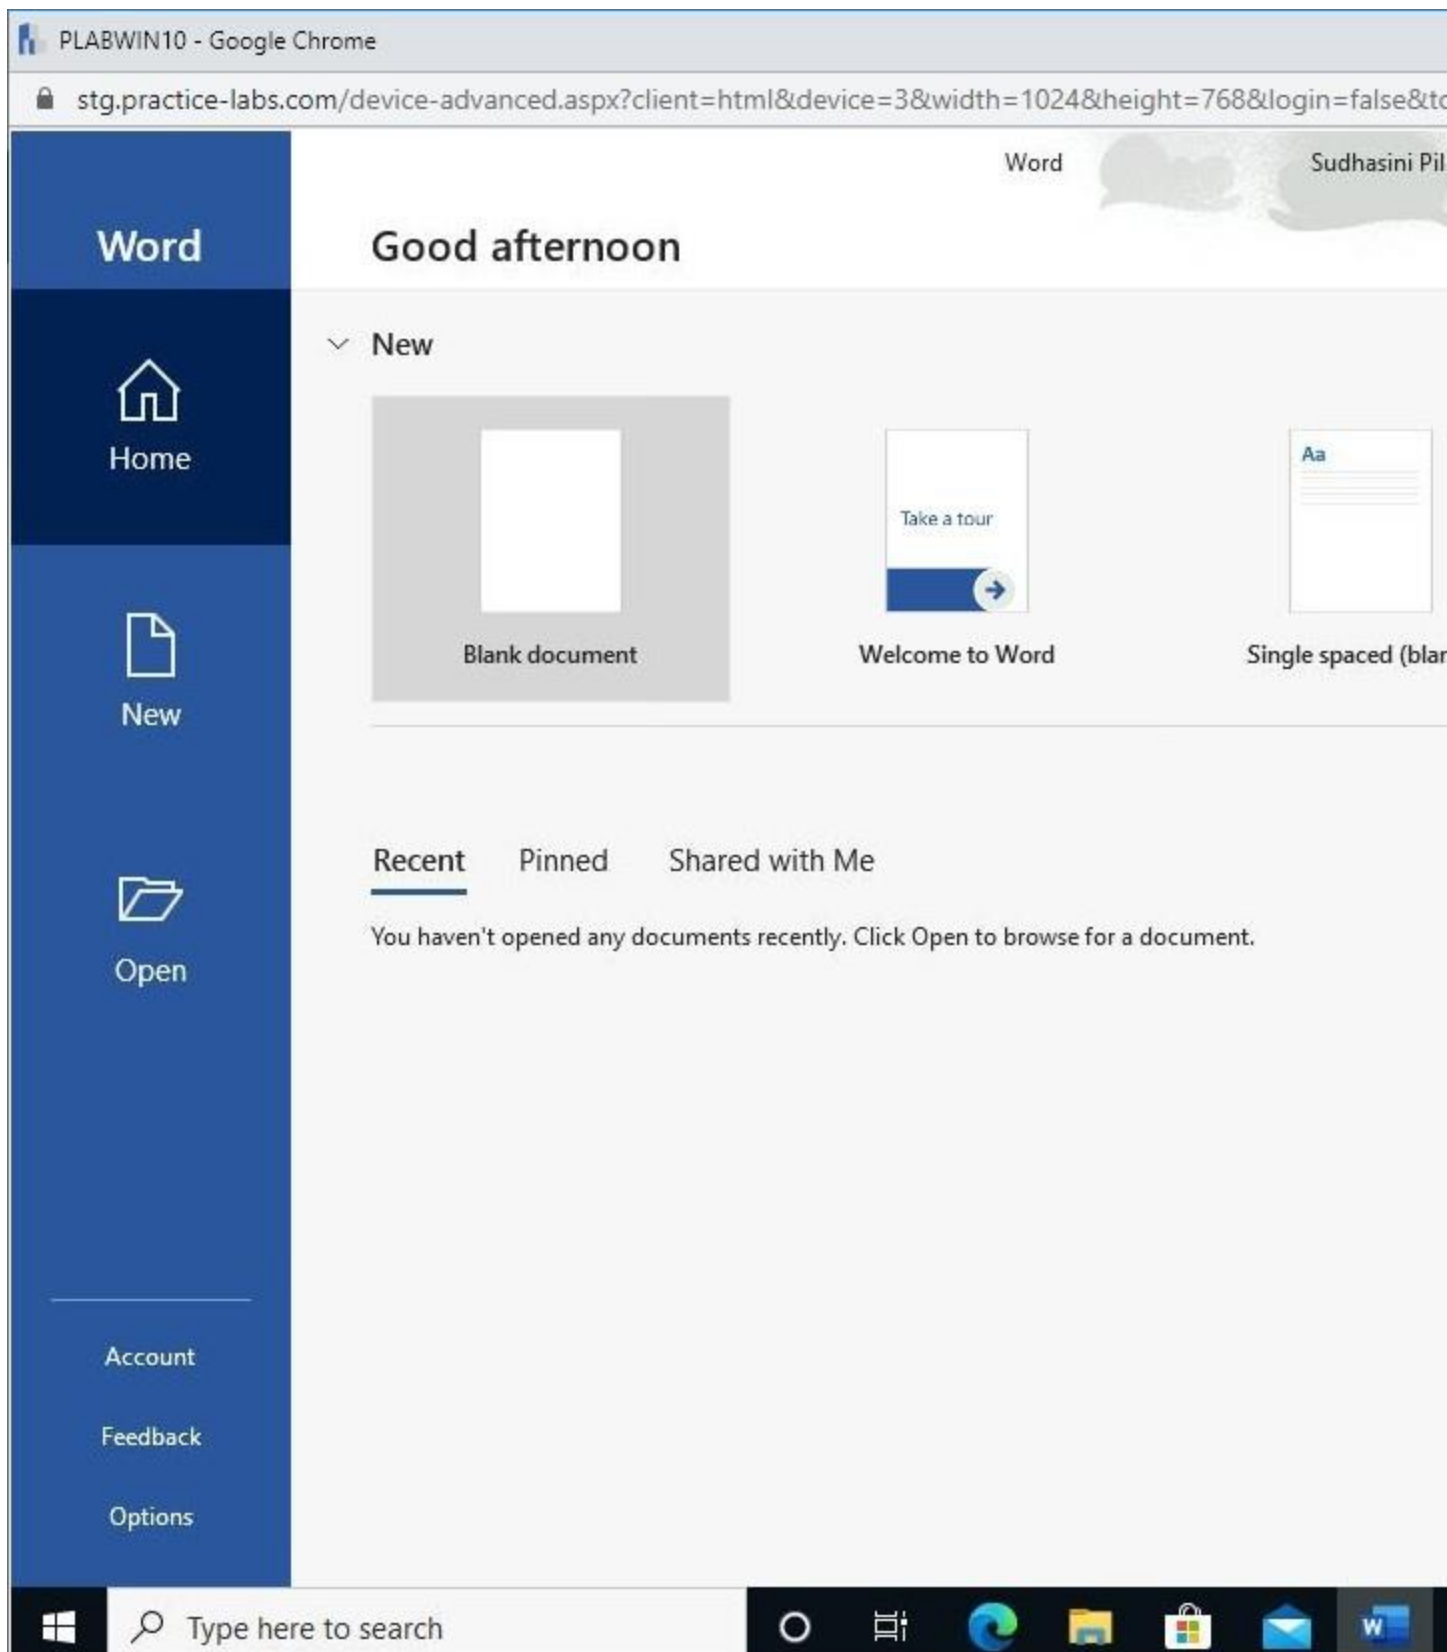 PLABWIN10 - Google Chrome
stg.practice-labs.com/device-advanced.aspx?client=html&device=3&width=1024&height=768&login=false&to
Word Sudhasini Pil
Word
Good afternoon
Home
New
Open
Account
Feedback
Options
New
Aa
Take a tour
Blank document Welcome to Word Single spaced (blan
Recent Pinned Shared with Me
You haven't opened any documents recently. Click Open to browse for a document.
Type here to search
W